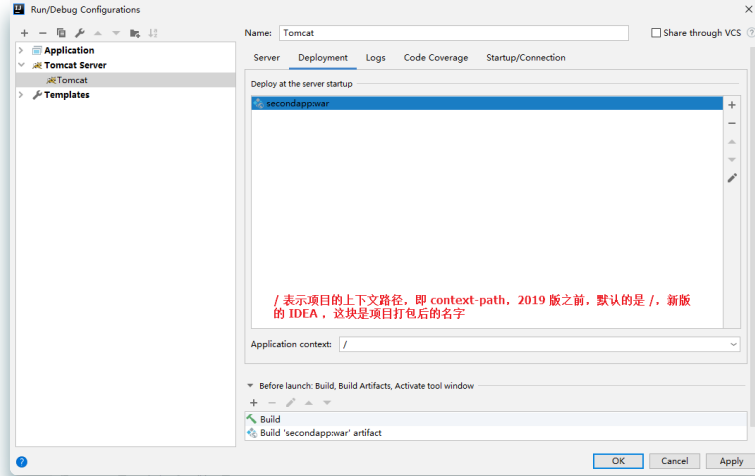 Run/Debug Configurations
Name: Tomcat
Share through VCS
Application
Tomcat Server
Tomcat
Templates
Server Deployment Logs Code Coverage Startup/Connection
Deploy at the server startup
secondapp:war
/ 表示项目的上下文路径，即 context-path，2019 版之前，默认的是 /，新版
的 IDEA ，这块是项目打包后的名字
Application context: /
Before launch: Build, Build Artifacts, Activate tool window
Build
Build 'secondapp:war' artifact
OK Cancel Apply